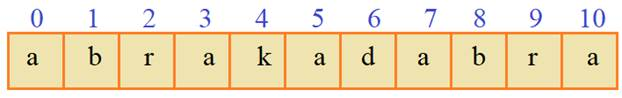 0 1 2 3 4 5 6 7 8 9 10
a b r a k a d a b r a